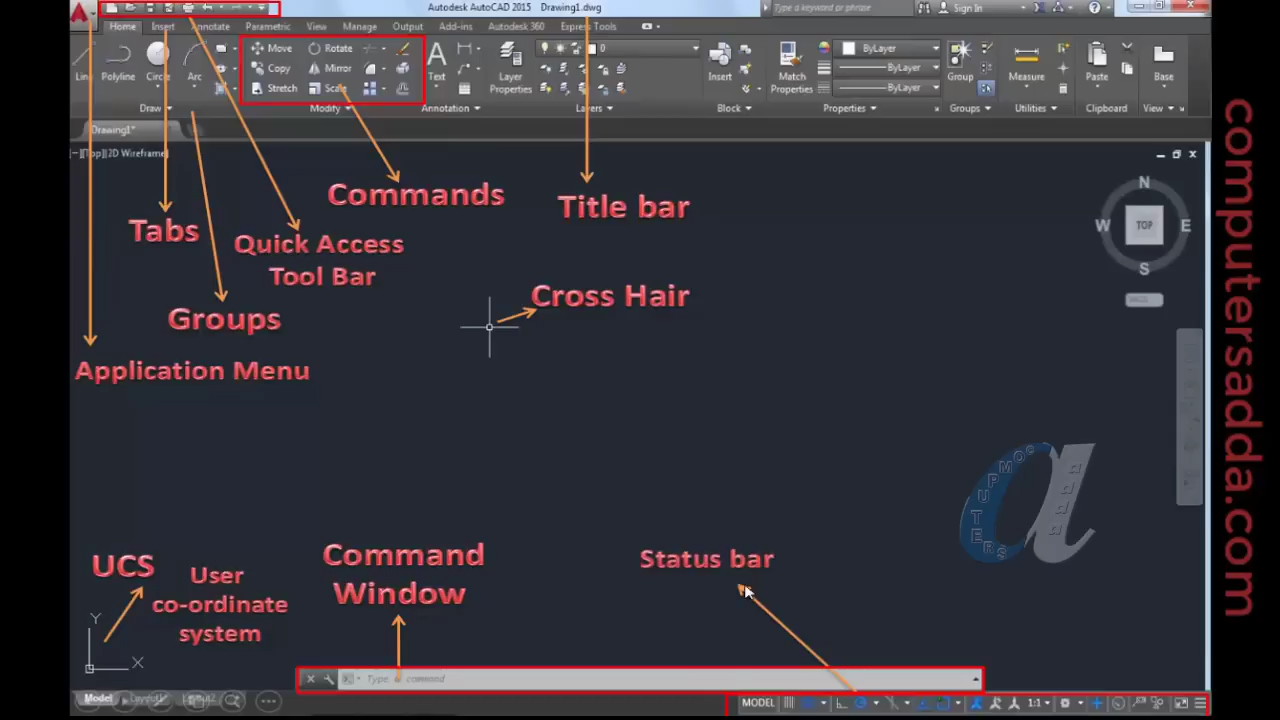 Autodesk AutoCAD 2015 Drawing1.dwg
Type a keyword or phrase
Sign In
Home Insert Annotate Parametric View Manage Output Add-ins Autodesk 360 Express Tools
Line Polyline Circle Arc
Move Rotate
Copy Mirror
Stretch Scale
Text
Layer Properties
0
Insert
Match Properties
ByLayer
ByLayer
ByLayer
Group
Measure
Paste
Base
Draw Modify Annotation Layers Block Properties Groups Utilities Clipboard View
Drawing1*
[−][Top][2D Wireframe]
Commands
Title bar
Tabs
Quick Access
Tool Bar
Cross Hair
Groups
Application Menu
N
W TOP E
S
computersadda.com
COMPUTERS
a
UCS
User
co-ordinate
system
Command
Window
Status bar
Y
X
Type a command
Model Layout1 Layout2
MODEL
1:1